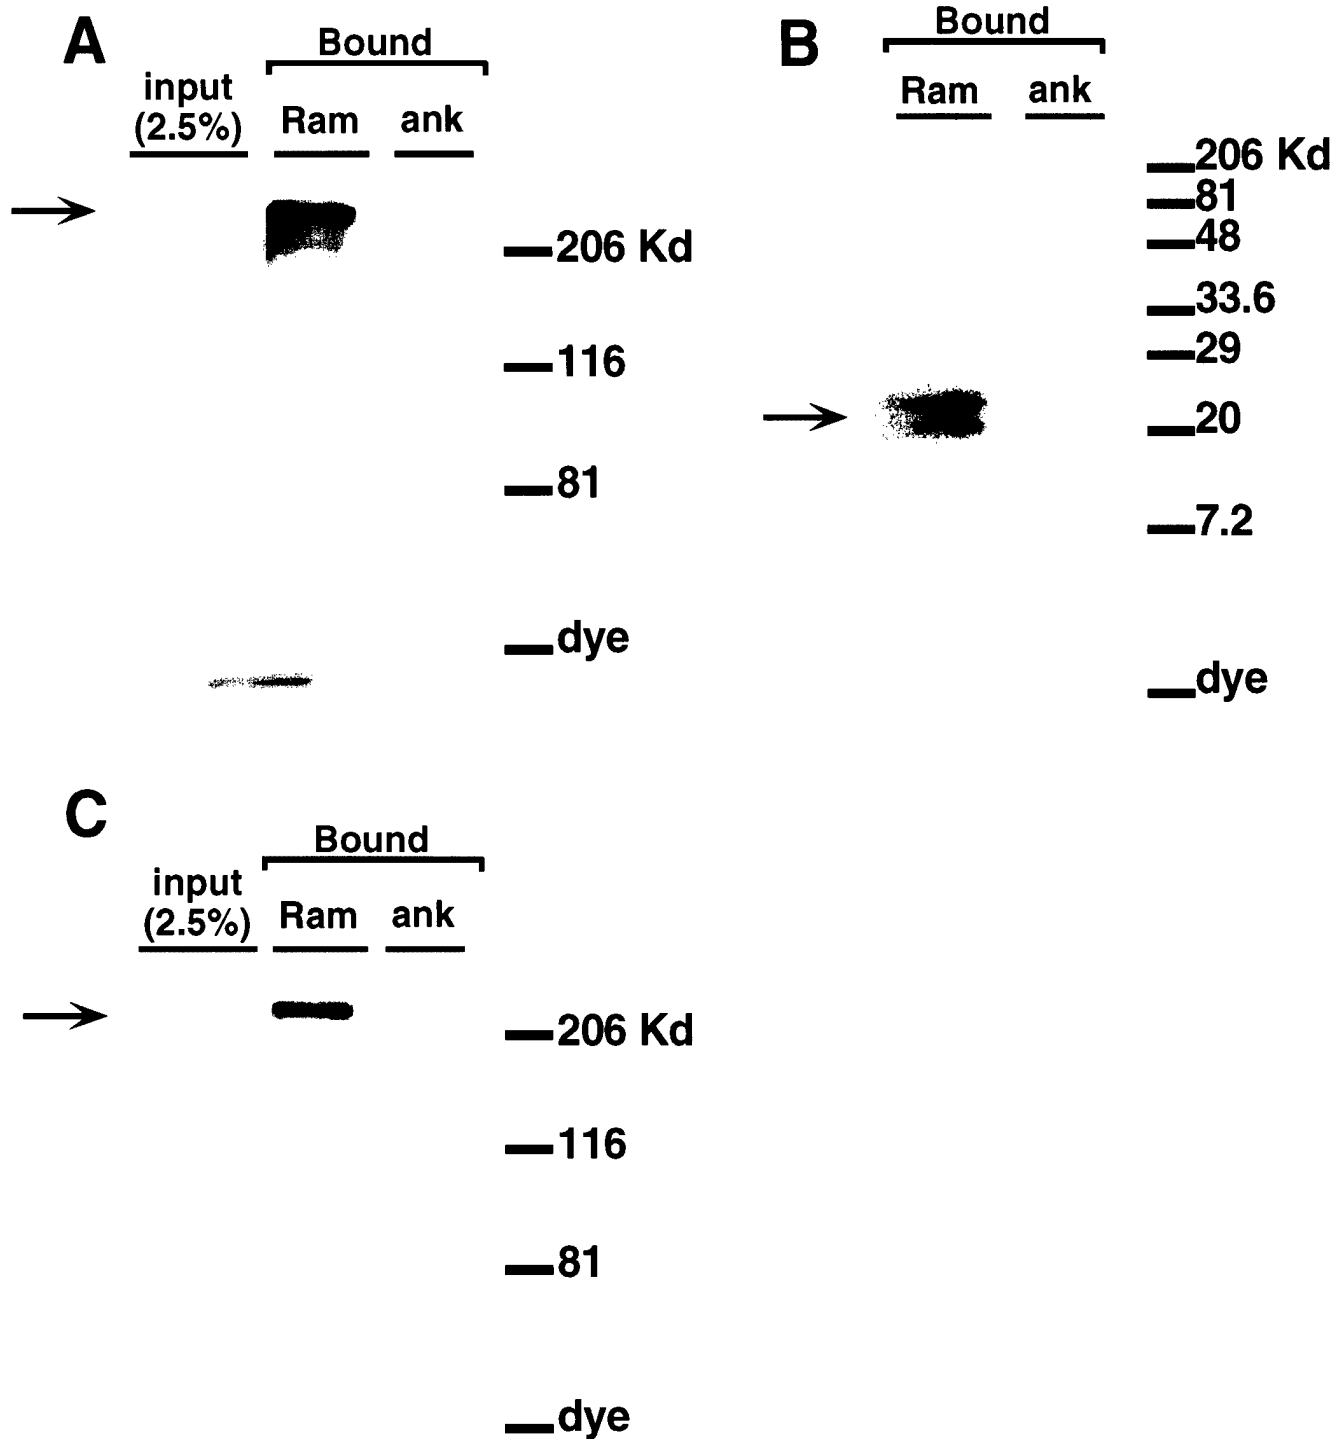 A
Bound
input
(2.5%)
Ram
ank
206 Kd
116
81
dye
B
Bound
Ram
ank
206 Kd
81
48
33.6
29
20
7.2
dye
C
Bound
input
(2.5%)
Ram
ank
206 Kd
116
81
dye